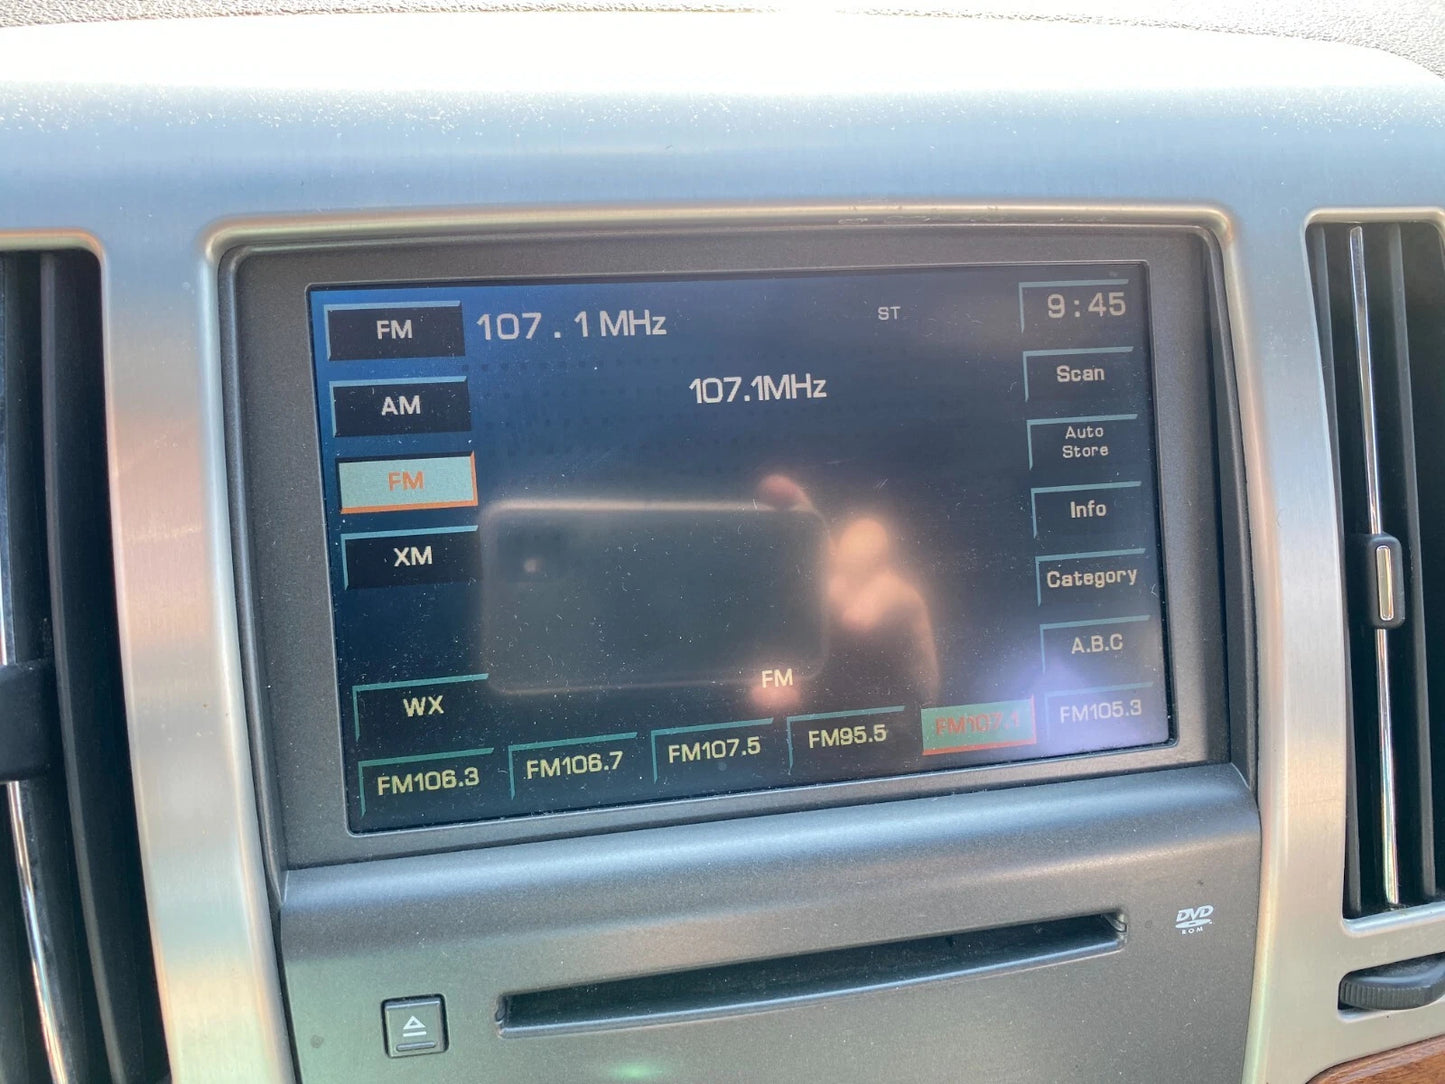 FM
107.1 MHz
ST
9:45
107.1MHz
Scan
AM
Auto
Store
FM
Info
XM
Category
A.B.C
FM
WX
FM106.3
FM106.7
FM107.5
FM95.5
FM107.1
FM105.3
DVD
ROM